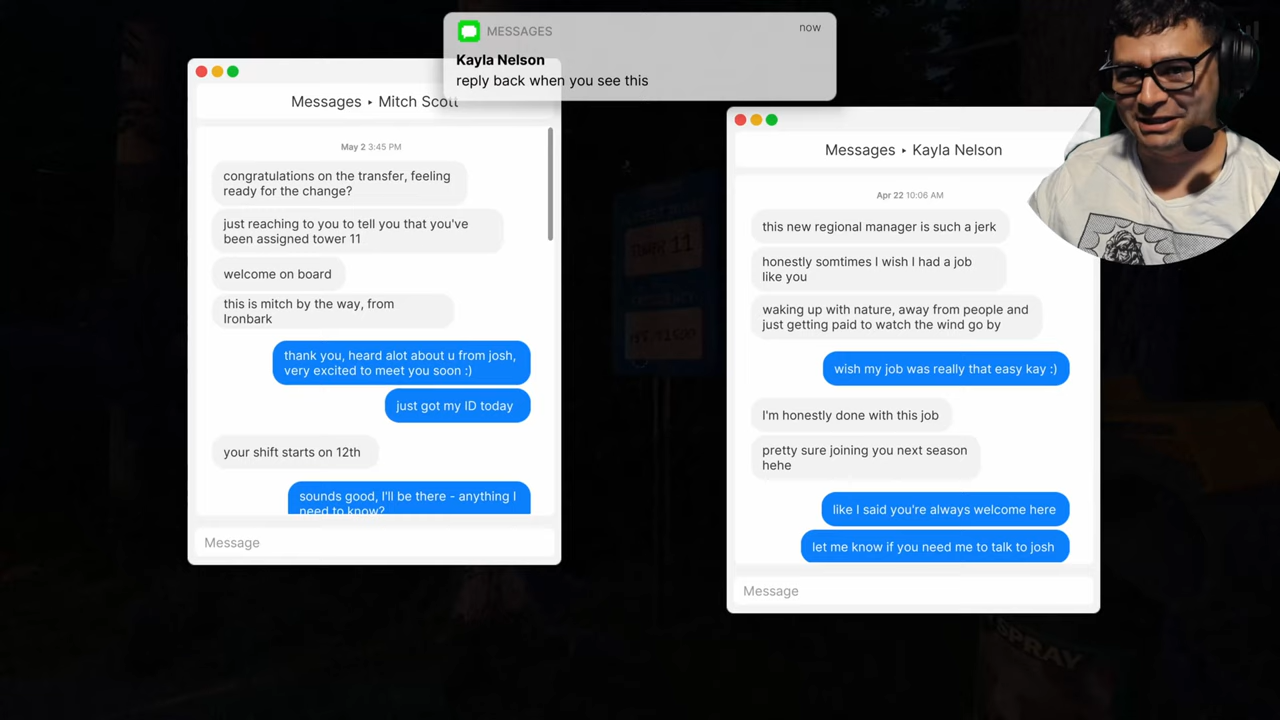 MESSAGES
now
Kayla Nelson
reply back when you see this
Messages ▸ Mitch Scott
May 2 3:45 PM
congratulations on the transfer, feeling
ready for the change?
just reaching to you to tell you that you've
been assigned tower 11
welcome on board
this is mitch by the way, from
Ironbark
thank you, heard alot about u from josh,
very excited to meet you soon :)
just got my ID today
your shift starts on 12th
sounds good, I'll be there - anything I
need to know?
Message
Messages ▸ Kayla Nelson
Apr 22 10:06 AM
this new regional manager is such a jerk
honestly somtimes I wish I had a job
like you
waking up with nature, away from people and
just getting paid to watch the wind go by
wish my job was really that easy kay :)
I'm honestly done with this job
pretty sure joining you next season
hehe
like I said you're always welcome here
let me know if you need me to talk to josh
Message
TOWER 11
SPRAY